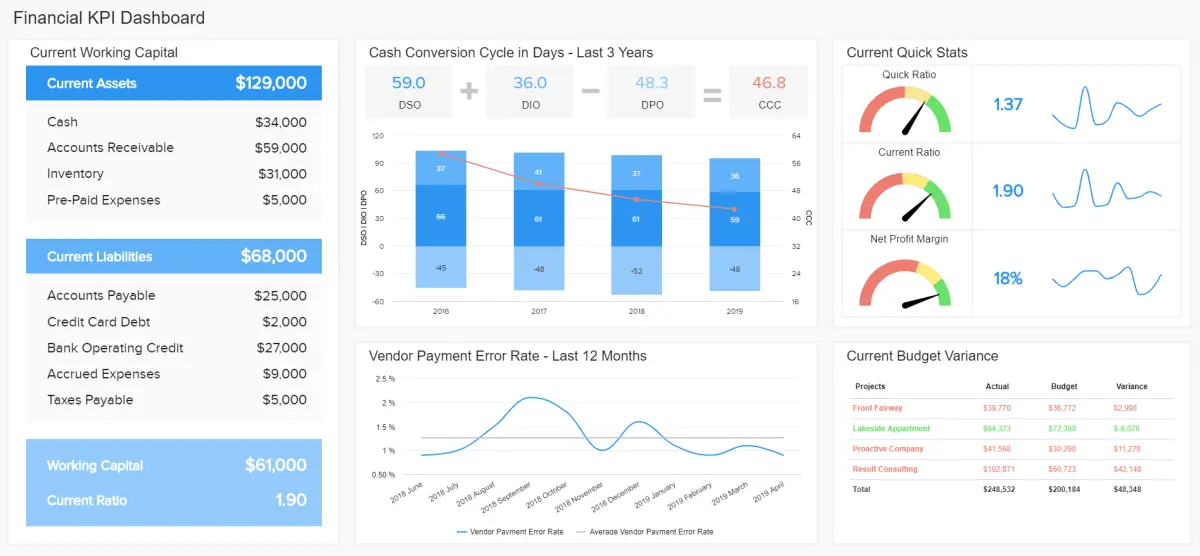 Financial KPI Dashboard
Current Working Capital
Current Assets $129,000
Cash $34,000
Accounts Receivable $59,000
Inventory $31,000
Pre-Paid Expenses $5,000
Current Liabilities $68,000
Accounts Payable $25,000
Credit Card Debt $2,000
Bank Operating Credit $27,000
Accrued Expenses $9,000
Taxes Payable $5,000
Working Capital $61,000
Current Ratio 1.90
Cash Conversion Cycle in Days - Last 3 Years
59.0 + 36.0 − 48.3 = 46.8
DSO DIO DPO CCC
DSO | DIO | DPO
120
90
60
30
0
-30
-60
37 41 37 36
66 61 61 59
-45 -48 -52 -48
64
56
48
40
32
24
16
CCC
2016 2017 2018 2019
Vendor Payment Error Rate - Last 12 Months
2.5 %
2 %
1.5 %
1 %
0.50 %
2018 June 2018 July 2018 August 2018 September 2018 October 2018 November 2018 December 2019 January 2019 February 2019 March 2019 April
Vendor Payment Error Rate Average Vendor Payment Error Rate
Current Quick Stats
Quick Ratio
1.37
Current Ratio
1.90
Net Profit Margin
18%
Current Budget Variance
Projects Actual Budget Variance
Front Fairway $39,770 $36,772 $2,998
Lakeside Appartment $64,323 $72,399 $-8,076
Proactive Company $41,568 $30,290 $11,278
Result Consulting $102,871 $60,723 $42,148
Total $248,532 $200,184 $48,348